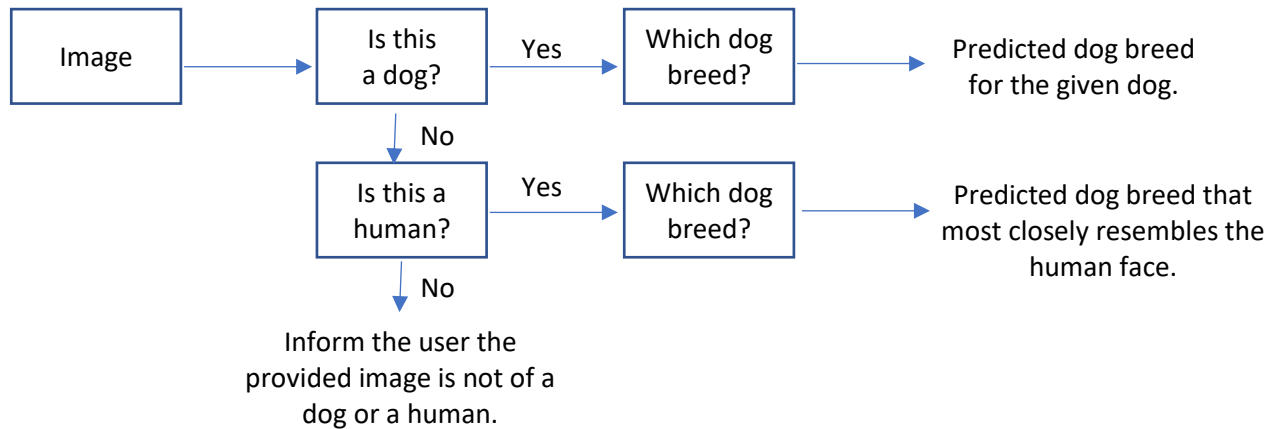 Image
Is this
a dog?
Yes
Which dog
breed?
Predicted dog breed
for the given dog.
No
Is this a
human?
Yes
Which dog
breed?
Predicted dog breed that
most closely resembles the
human face.
No
Inform the user the
provided image is not of a
dog or a human.